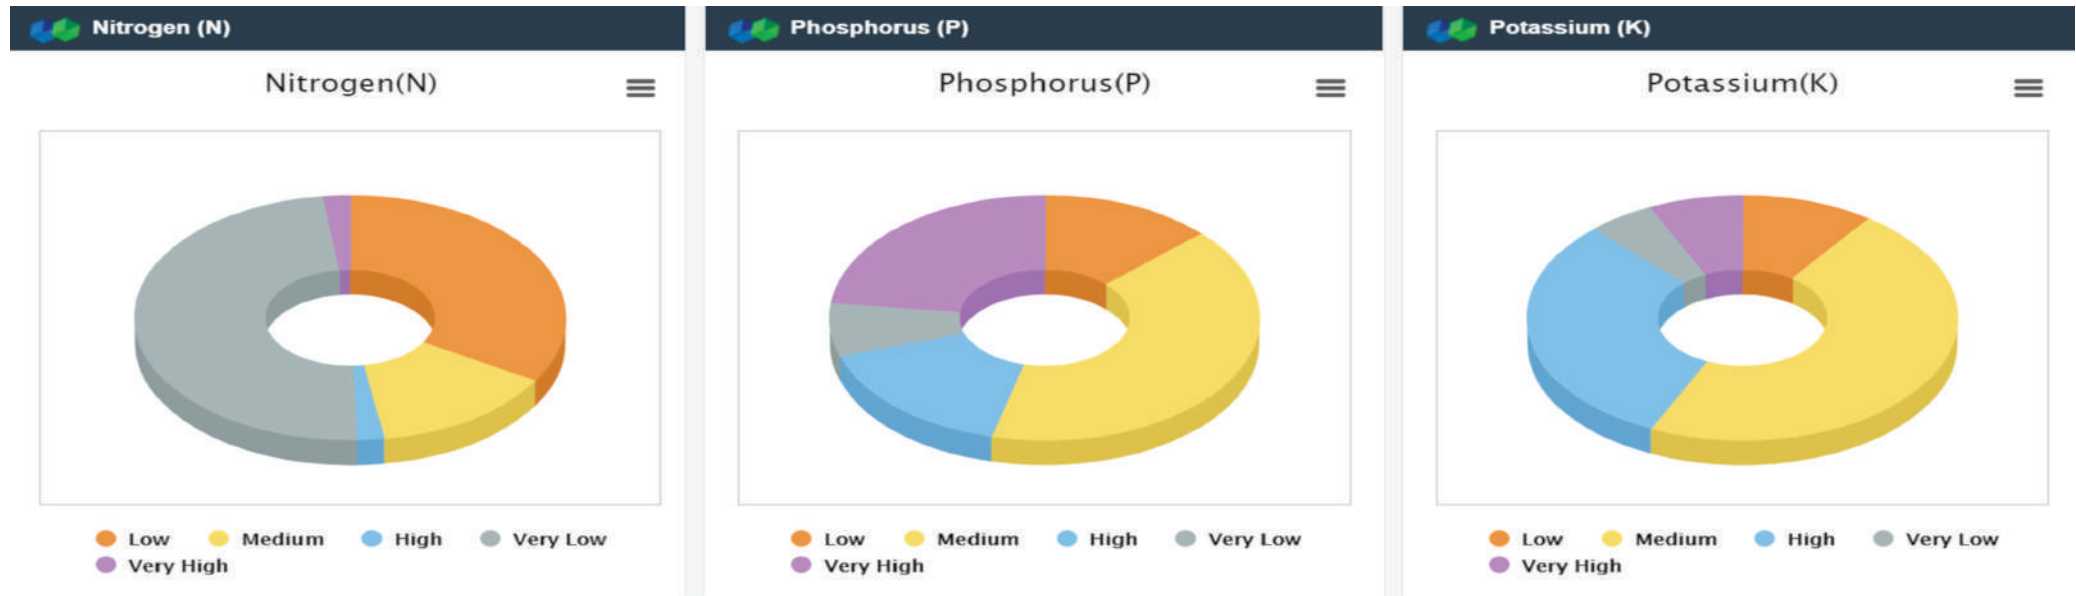 Nitrogen (N)
Nitrogen(N)
Low Medium High Very Low
Very High
Phosphorus (P)
Phosphorus(P)
Low Medium High Very Low
Very High
Potassium (K)
Potassium(K)
Low Medium High Very Low
Very High